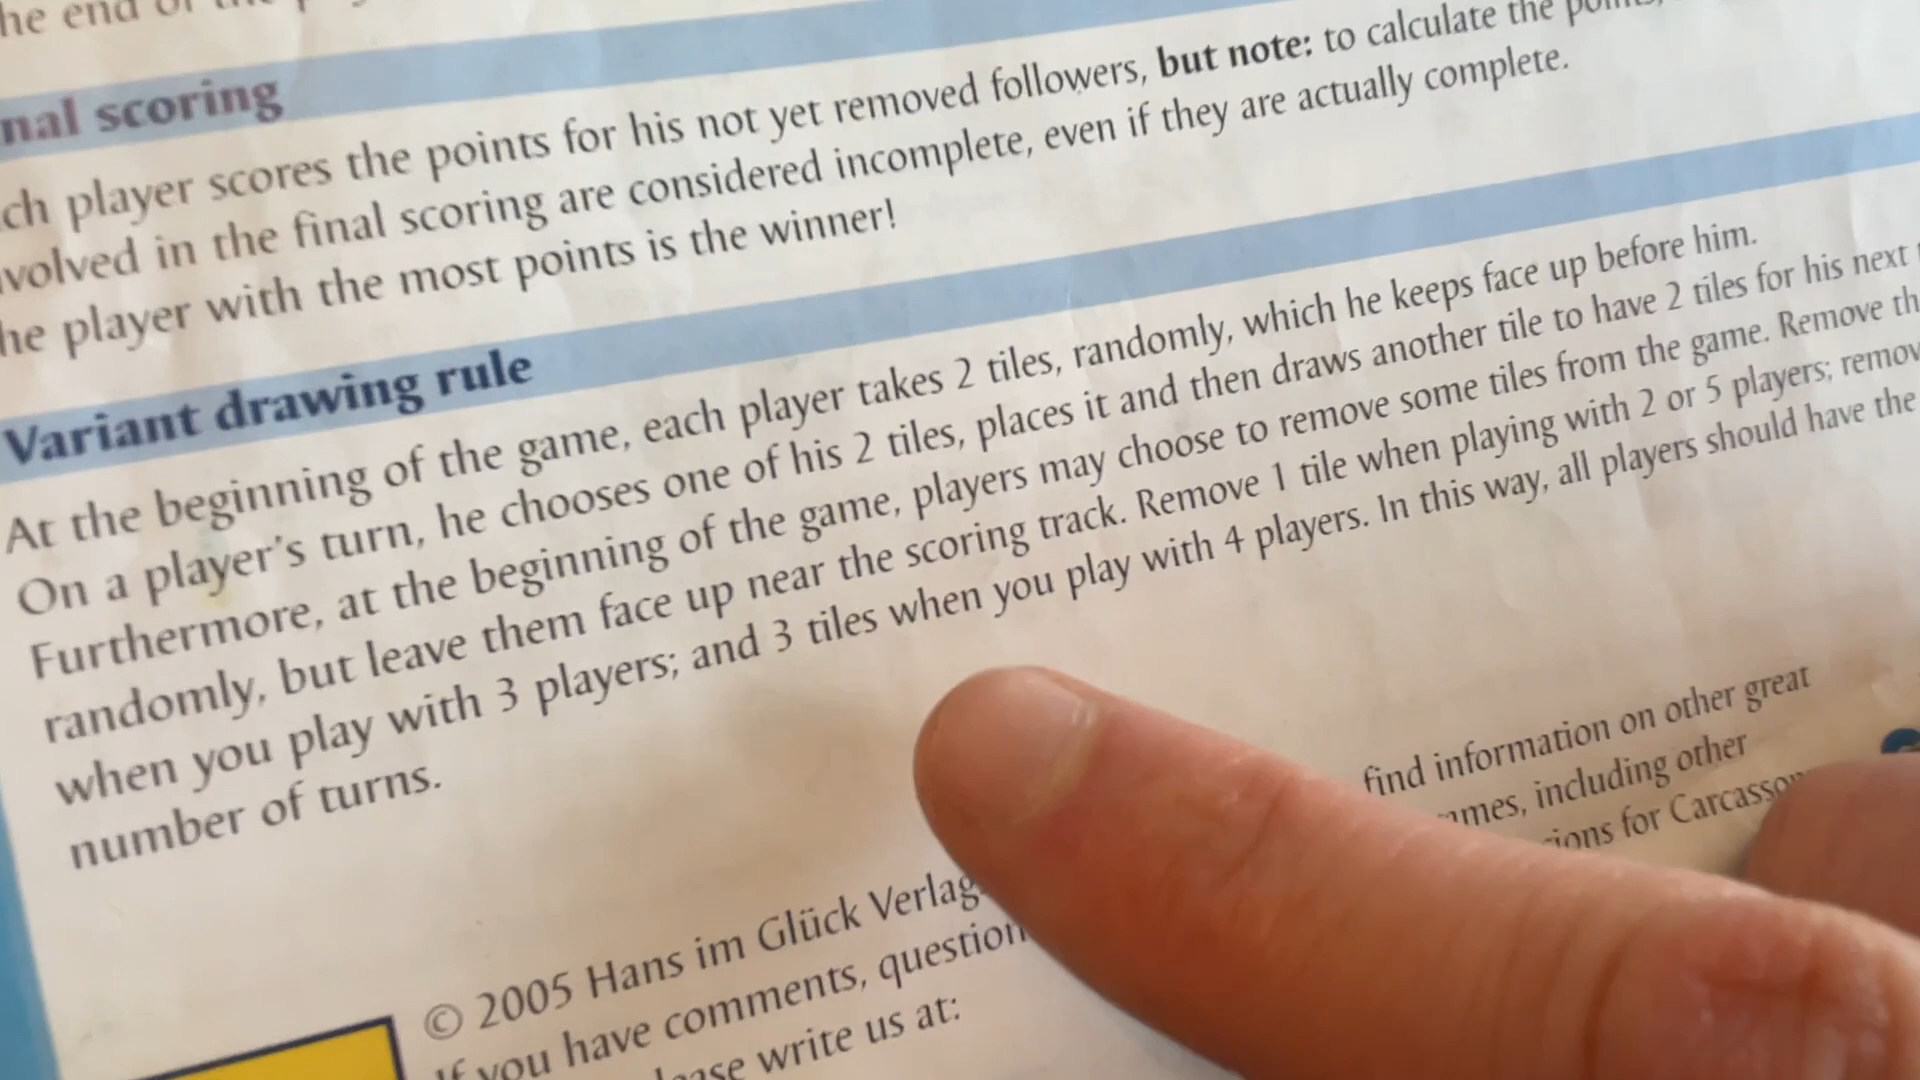 he end of the
nal scoring
ch player scores the points for his not yet removed followers, but note: to calculate the
volved in the final scoring are considered incomplete, even if they are actually complete.
he player with the most points is the winner!
Variant drawing rule
At the beginning of the game, each player takes 2 tiles, randomly, which he keeps face up before him.
On a player's turn, he chooses one of his 2 tiles, places it and then draws another tile to have 2 tiles for his next
Furthermore, at the beginning of the game, players may choose to remove some tiles from the game. Remove th
randomly, but leave them face up near the scoring track. Remove 1 tile when playing with 2 or 5 players; remov
when you play with 3 players; and 3 tiles when you play with 4 players. In this way, all players should have the
number of turns.
find information on other great
mes, including other
ions for Carcasson
© 2005 Hans im Glück Verlag
If you have comments, question
ease write us at: